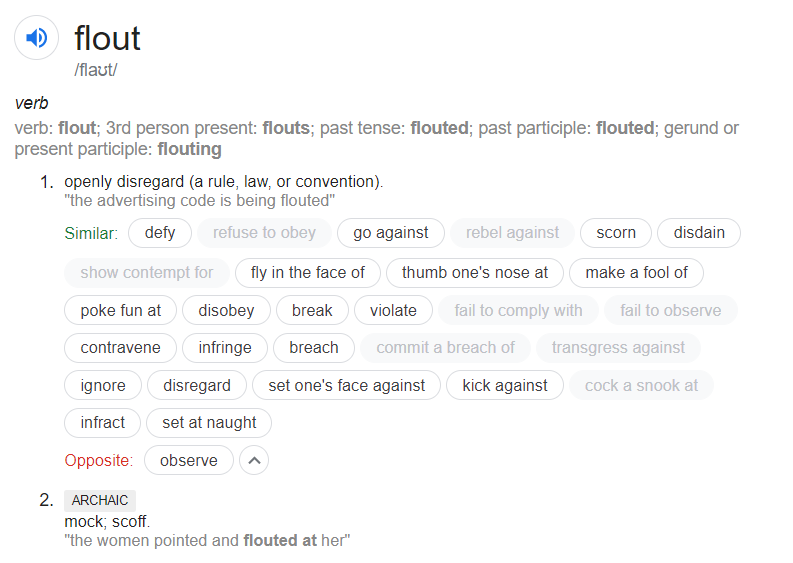 flout
/flaʊt/
verb
verb: flout; 3rd person present: flouts; past tense: flouted; past participle: flouted; gerund or
present participle: flouting
1. openly disregard (a rule, law, or convention).
"the advertising code is being flouted"
Similar: defy refuse to obey go against rebel against scorn disdain
show contempt for fly in the face of thumb one's nose at make a fool of
poke fun at disobey break violate fail to comply with fail to observe
contravene infringe breach commit a breach of transgress against
ignore disregard set one's face against kick against cock a snook at
infract set at naught
Opposite: observe
2. ARCHAIC
mock; scoff.
"the women pointed and flouted at her"